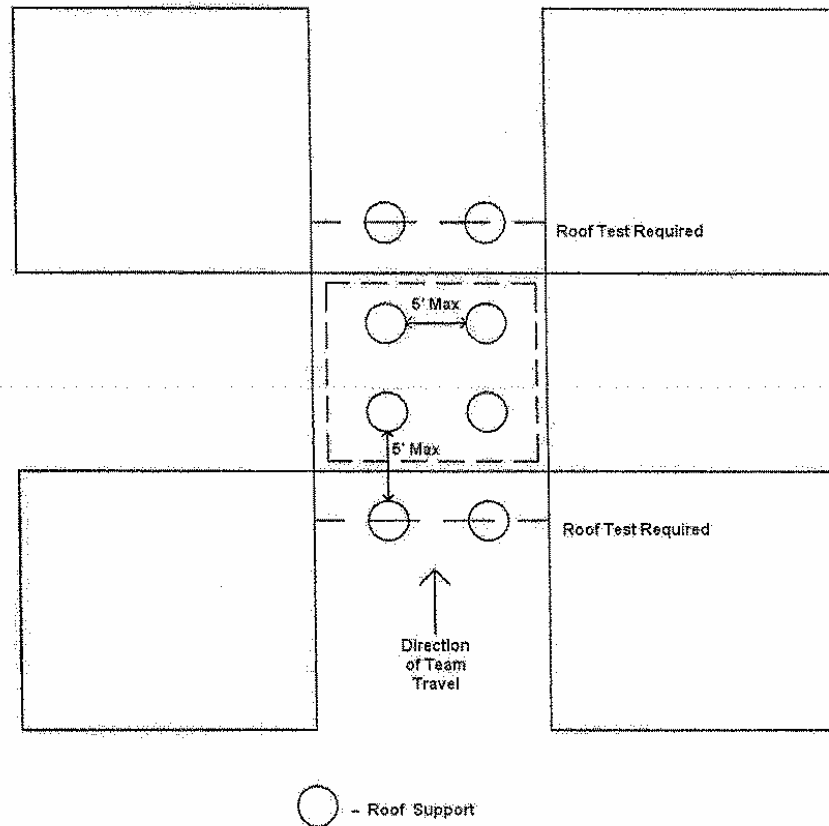 Roof Test Required
5' Max
5' Max
Roof Test Required
Direction
of Team
Travel
- Roof Support